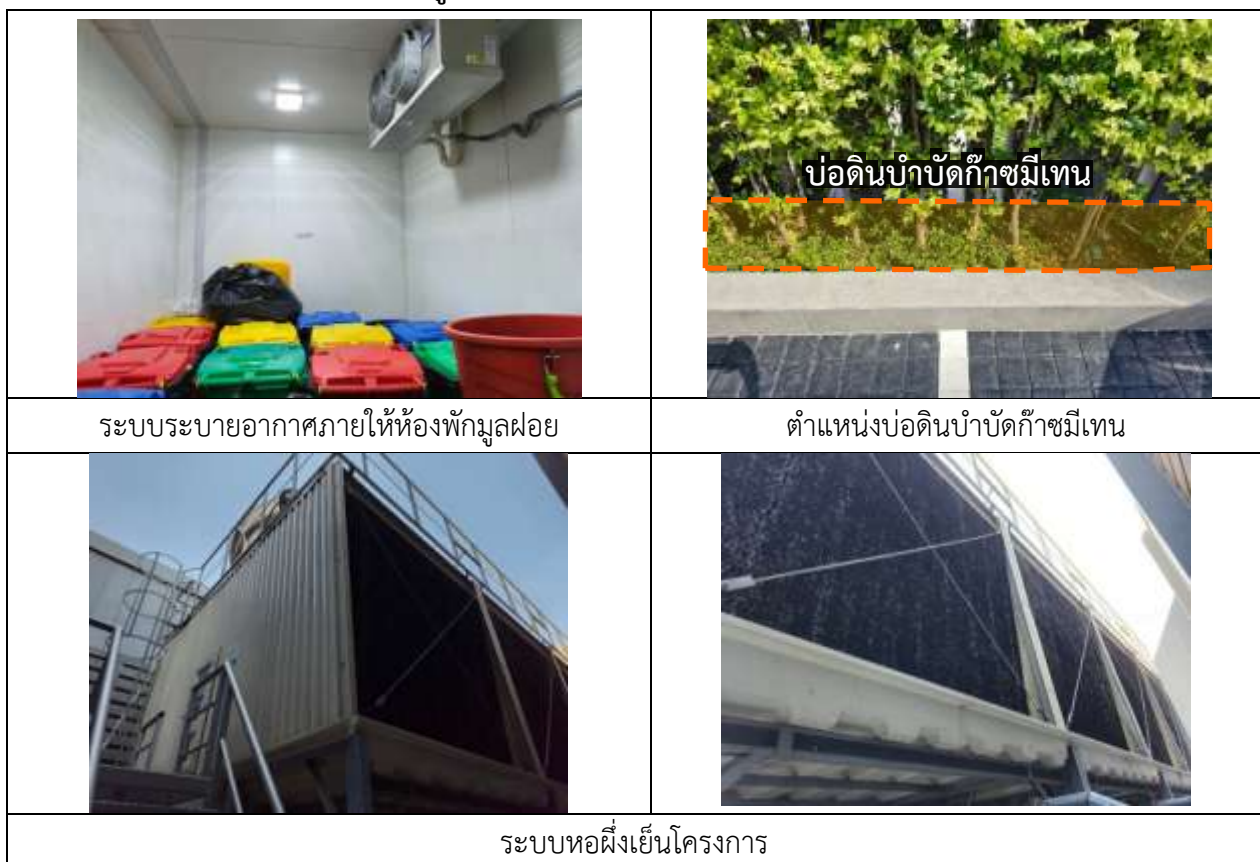 บ่อดินบำบัดก๊าซมีเทน
ระบบระบายอากาศภายให้ห้องพักมูลฝอย
ตำแหน่งบ่อดินบำบัดก๊าซมีเทน
ระบบหอผึ่งเย็นโครงการ